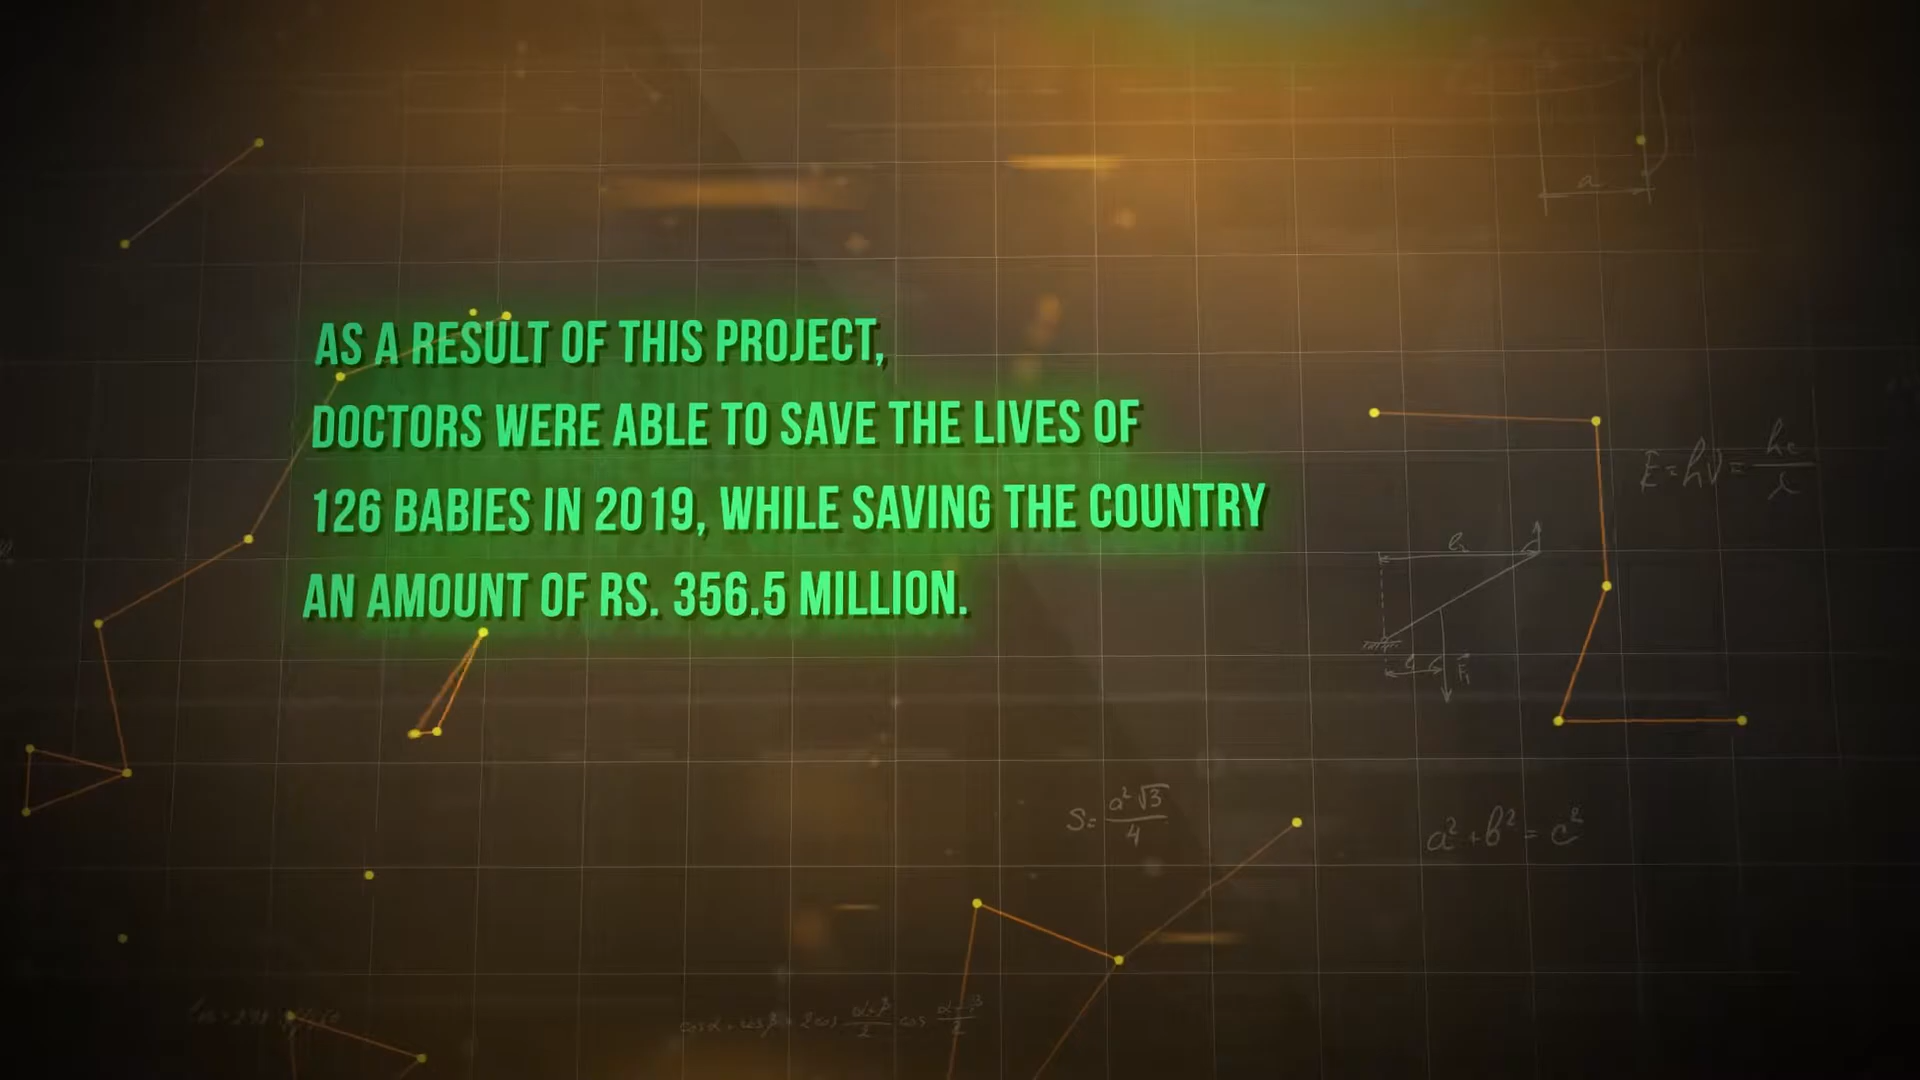 AS A RESULT OF THIS PROJECT,
DOCTORS WERE ABLE TO SAVE THE LIVES OF
126 BABIES IN 2019, WHILE SAVING THE COUNTRY
AN AMOUNT OF RS. 356.5 MILLION.
a
E=hν=hc/λ
S=a²√3/4
a²+b²=c²